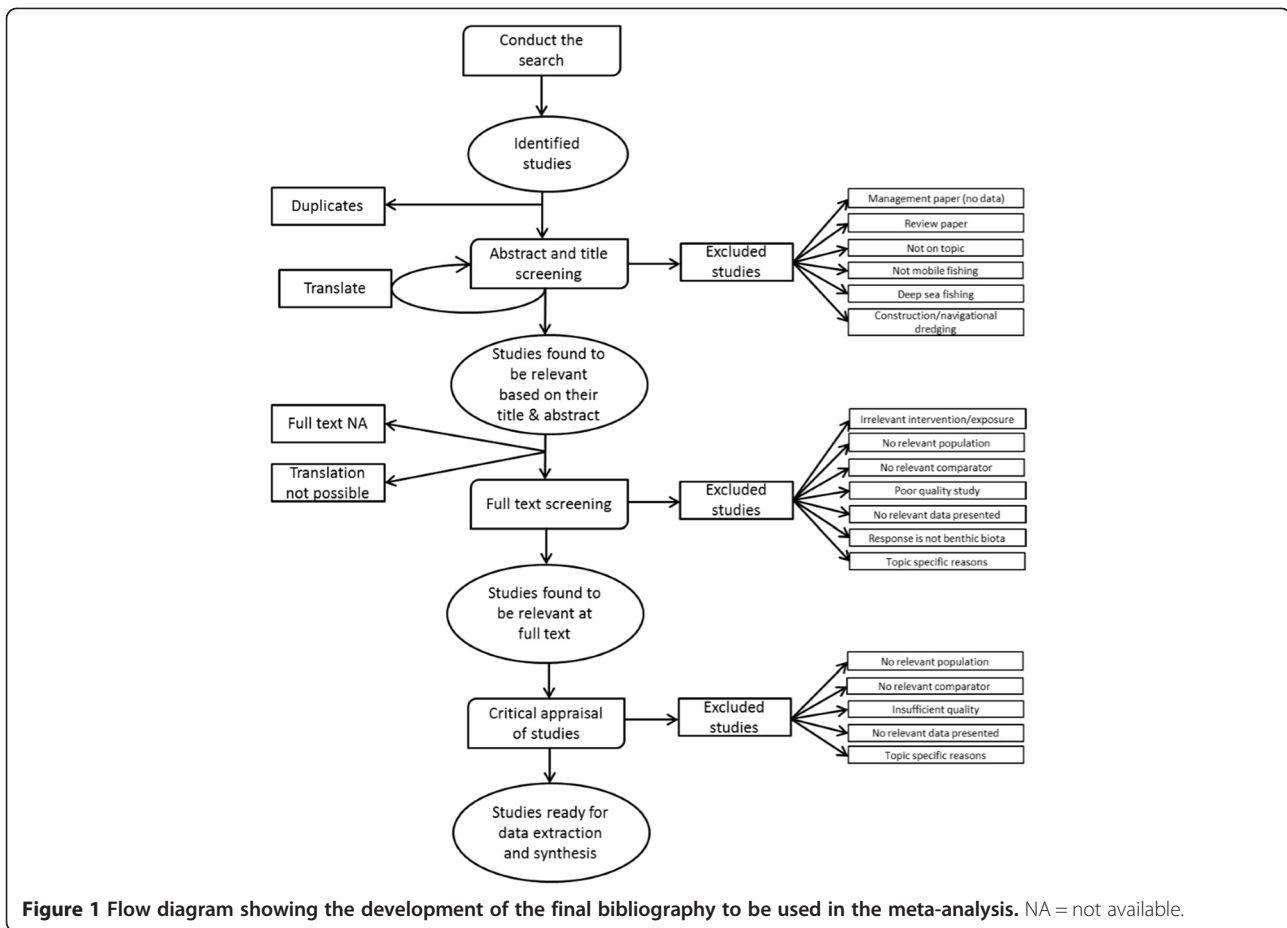 Conduct the
search
Identified
studies
Duplicates
Abstract and title
screening
Translate
Excluded
studies
Management paper (no data)
Review paper
Not on topic
Not mobile fishing
Deep sea fishing
Construction/navigational
dredging
Studies found to
be relevant
based on their
title & abstract
Full text NA
Translation
not possible
Full text screening
Excluded
studies
Irrelevant intervention/exposure
No relevant population
No relevant comparator
Poor quality study
No relevant data presented
Response is not benthic biota
Topic specific reasons
Studies found to
be relevant at
full text
Critical appraisal
of studies
Excluded
studies
No relevant population
No relevant comparator
Insufficient quality
No relevant data presented
Topic specific reasons
Studies ready for
data extraction
and synthesis
Figure 1 Flow diagram showing the development of the final bibliography to be used in the meta-analysis. NA = not available.